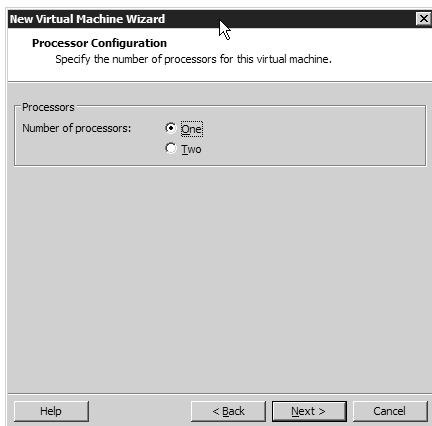 New Virtual Machine Wizard
Processor Configuration
Specify the number of processors for this virtual machine.
Processors
Number of processors:
One
Two
Help
< Back
Next >
Cancel